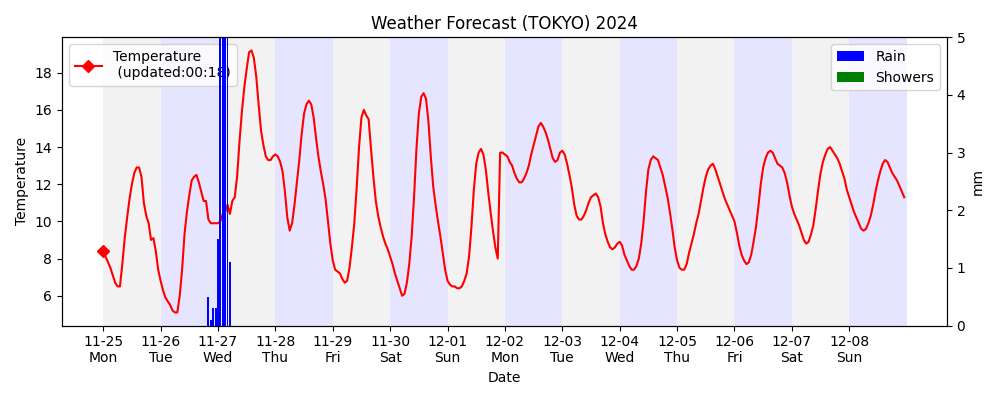 Weather Forecast (TOKYO) 2024
Temperature
(updated:00:18)
Rain
Showers
Temperature
18
16
14
12
10
8
6
5
4
3
2
1
0
mm
11-25 11-26 11-27 11-28 11-29 11-30 12-01 12-02 12-03 12-04 12-05 12-06 12-07 12-08
Mon Tue Wed Thu Fri Sat Sun Mon Tue Wed Thu Fri Sat Sun
Date